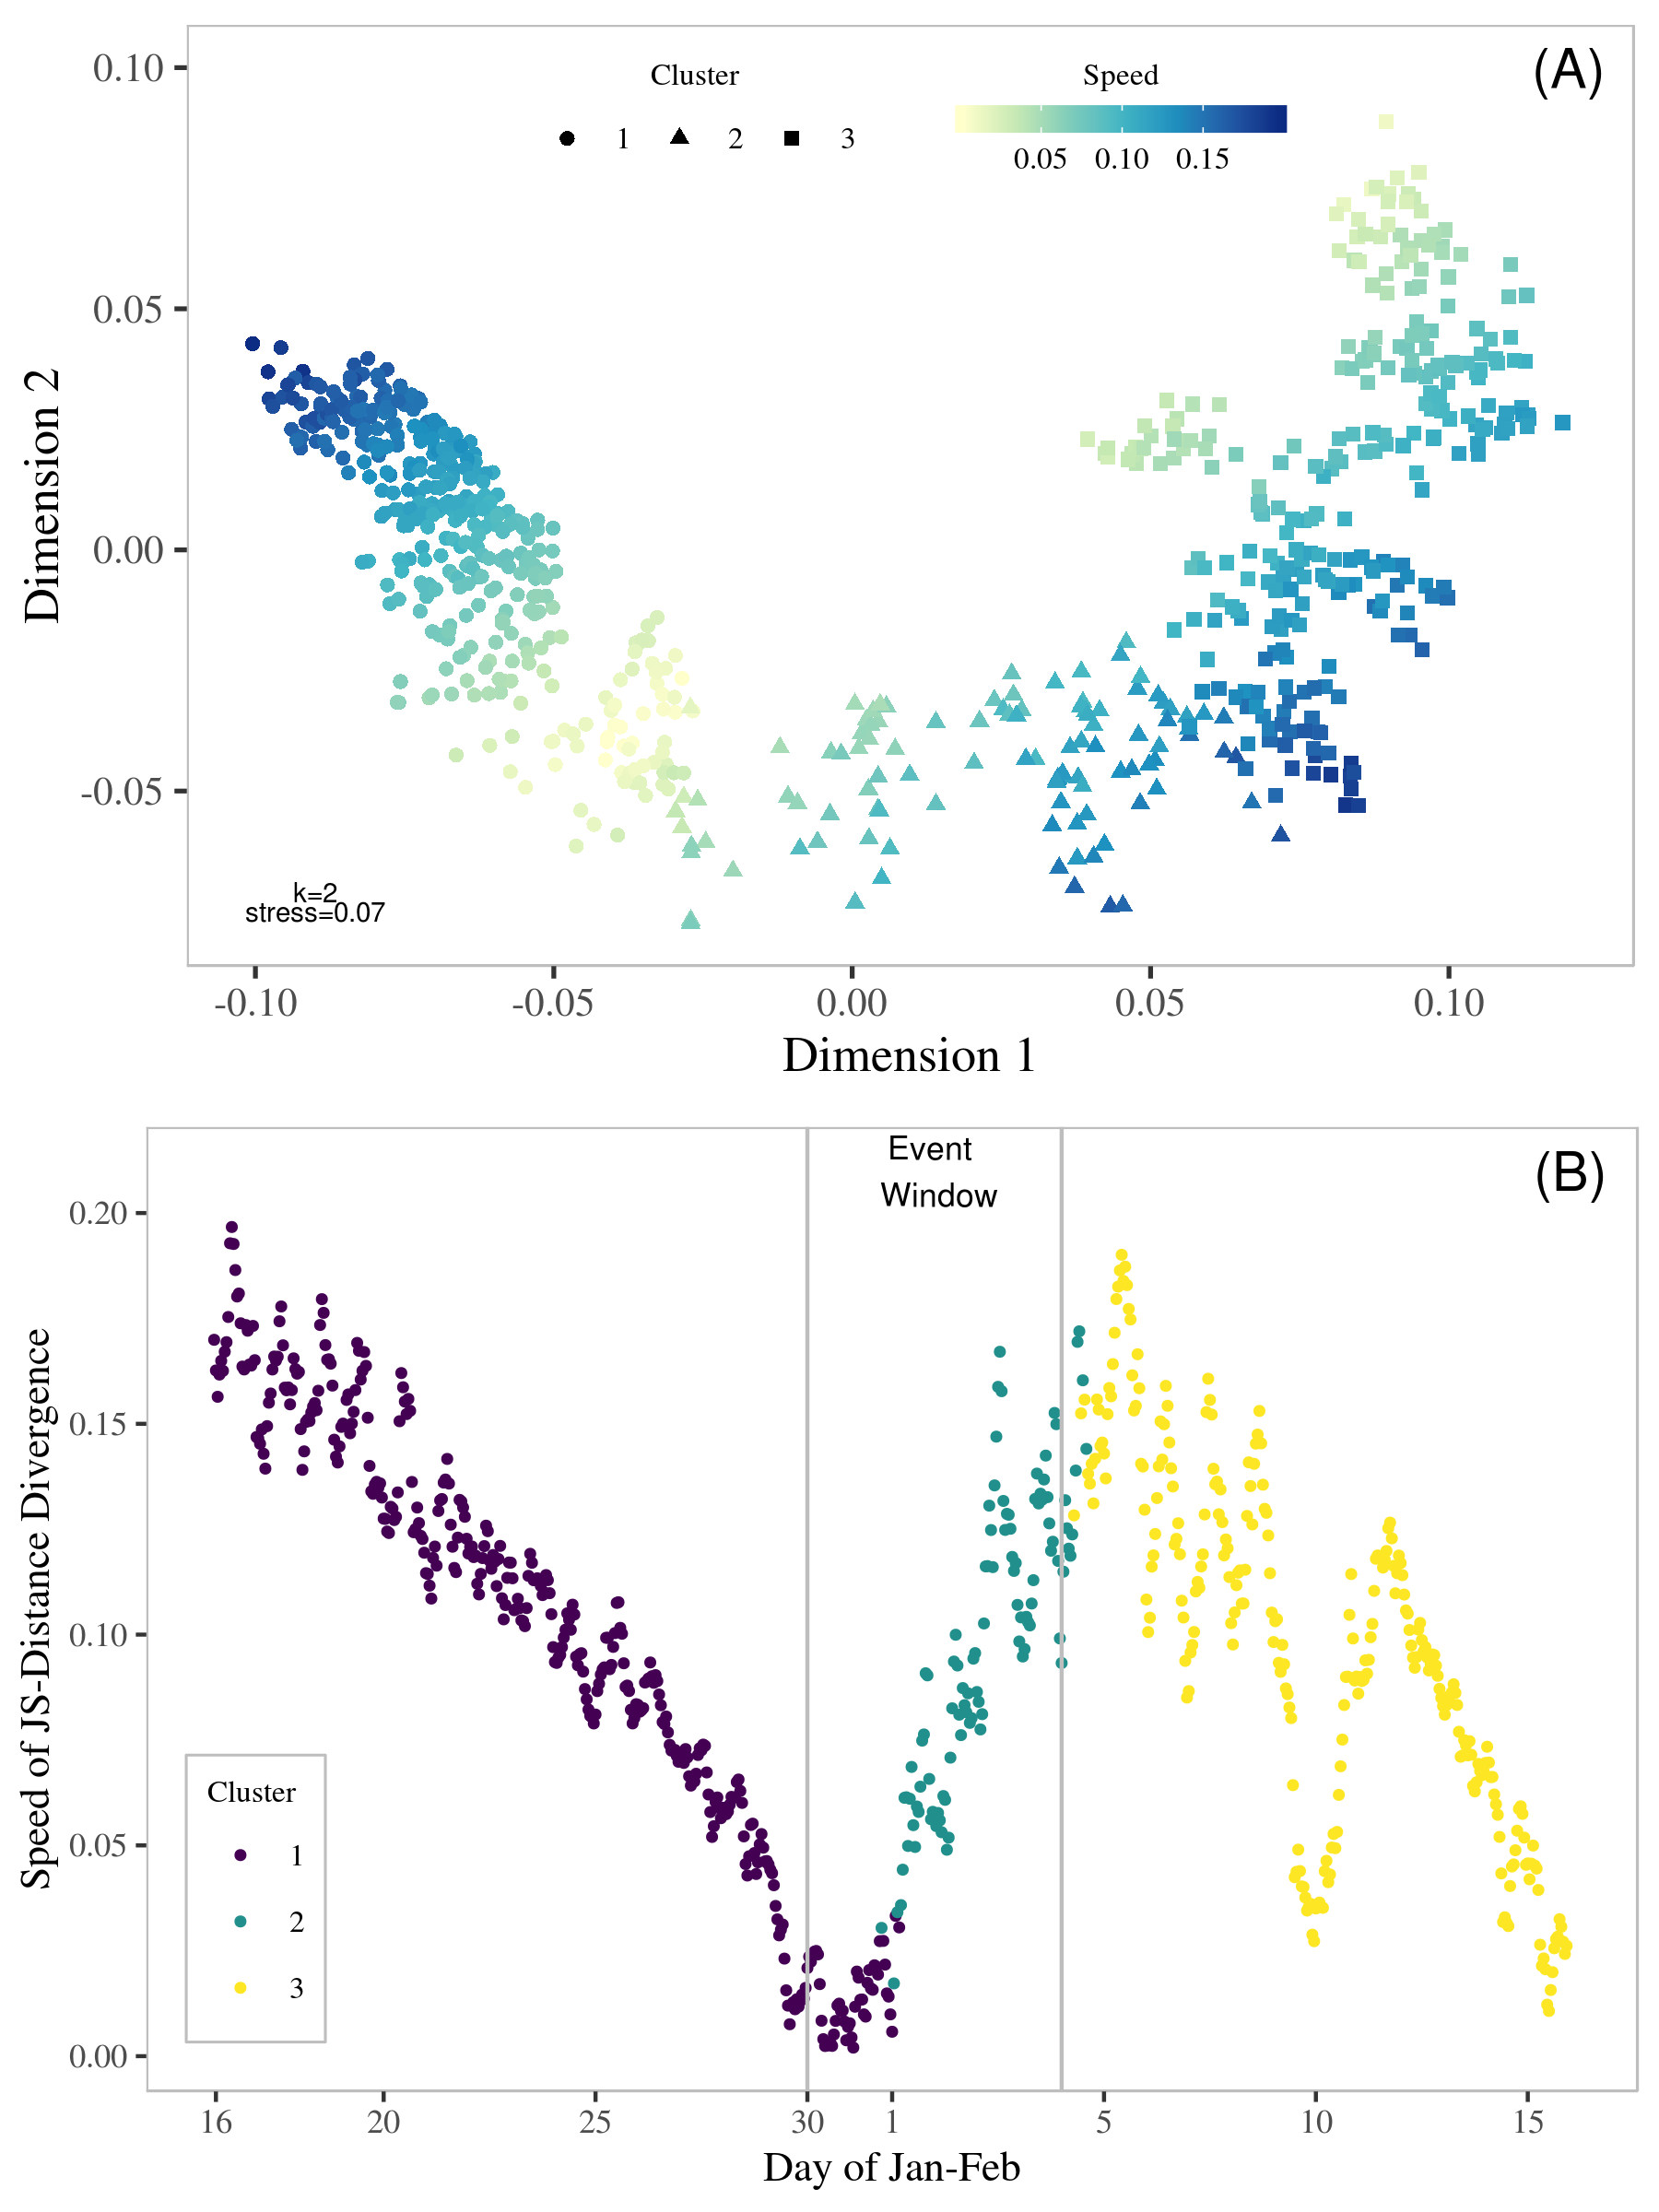 (A)
Cluster
1 2 3
Speed
0.05 0.10 0.15
0.10
0.05
0.00
-0.05
Dimension 2
k=2
stress=0.07
-0.10 -0.05 0.00 0.05 0.10
Dimension 1
(B)
Event
Window
0.20
0.15
0.10
0.05
0.00
Speed of JS-Distance Divergence
Cluster
1
2
3
16 20 25 30 1 5 10 15
Day of Jan-Feb